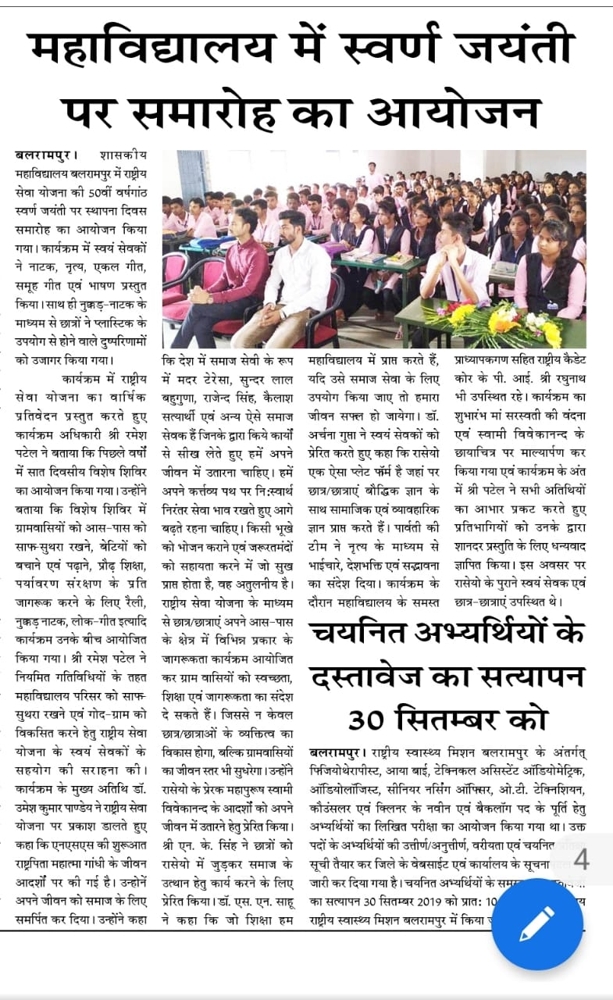 महाविद्यालय में स्वर्ण जयंती
पर समारोह का आयोजन
बलरामपुर। शासकीय
महाविद्यालय बलरामपुर में राष्ट्रीय
सेवा योजना की 50वीं वर्षगांठ
स्वर्ण जयंती पर स्थापना दिवस
समारोह का आयोजन किया
गया। कार्यक्रम में स्वयं सेवकों
ने नाटक, नृत्य, एकल गीत,
समूह गीत एवं भाषण प्रस्तुत
किया। साथ ही नुक्कड़-नाटक के
माध्यम से छात्रों ने प्लास्टिक के
उपयोग से होने वाले दुष्परिणामों
को उजागर किया गया।
कार्यक्रम में राष्ट्रीय
सेवा योजना का वार्षिक
प्रतिवेदन प्रस्तुत करते हुए
कार्यक्रम अधिकारी श्री रमेश
पटेल ने बताया कि पिछले वर्षों
में सात दिवसीय विशेष शिविर
का आयोजन किया गया। उन्होंने
बताया कि विशेष शिविर में
ग्रामवासियों को आस-पास को
साफ-सुथरा रखने, बेटियों को
बचाने एवं पढ़ाने, प्रौढ़ शिक्षा,
पर्यावरण संरक्षण के प्रति
जागरूक करने के लिए रैली,
नुक्कड़ नाटक, लोक-गीत इत्यादि
कार्यक्रम उनके बीच आयोजित
किया गया। श्री रमेश पटेल ने
नियमित गतिविधियों के तहत
महाविद्यालय परिसर को साफ-
सुथरा रखने एवं गोद-ग्राम को
विकसित करने हेतु राष्ट्रीय सेवा
योजना के स्वयं सेवकों के
सहयोग की सराहना की।
कार्यक्रम के मुख्य अतिथि डॉ.
उमेश कुमार पाण्डेय ने राष्ट्रीय सेवा
योजना पर प्रकाश डालते हुए
कहा कि एनएसएस की शुरूआत
राष्ट्रपिता महात्मा गांधी के जीवन
आदर्शों पर की गई है। उन्होनें
अपने जीवन को समाज के लिए
समर्पित कर दिया। उन्होंने कहा
कि देश में समाज सेवी के रूप
में मदर टेरेसा, सुन्दर लाल
बहुगुणा, राजेन्द सिंह, कैलाश
सत्यार्थी एवं अन्य ऐसे समाज
सेवक हैं जिनके द्वारा किये कार्यों
से सीख लेते हुए हमें अपने
जीवन में उतारना चाहिए। हमें
अपने कर्त्तव्य पथ पर नि:स्वार्थ
निरंतर सेवा भाव रखते हुए आगे
बढ़ते रहना चाहिए। किसी भूखे
को भोजन कराने एवं जरूरतमंदों
को सहायता करने में जो सुख
प्राप्त होता है, वह अतुलनीय है।
राष्ट्रीय सेवा योजना के माध्यम
से छात्र/छात्राएं अपने आस-पास
के क्षेत्र में विभिन्न प्रकार के
जागरूकता कार्यक्रम आयोजित
कर ग्राम वासियों को स्वच्छता,
शिक्षा एवं जागरूकता का संदेश
दे सकते हैं। जिससे न केवल
छात्र/छात्राओं के व्यक्तित्व का
विकास होगा, बल्कि ग्रामवासियों
का जीवन स्तर भी सुधरेगा। उन्होंने
रासेयो के प्रेरक महापुरूष स्वामी
विवेकानन्द के आदर्शों को अपने
जीवन में उतारने हेतु प्रेरित किया।
श्री एन. के. सिंह ने छात्रों को
रासेयो में जुड़कर समाज के
उत्थान हेतु कार्य करने के लिए
प्रेरित किया। डॉ. एस. एन. साहू
ने कहा कि जो शिक्षा हम
महाविद्यालय में प्राप्त करते हैं,
यदि उसे समाज सेवा के लिए
उपयोग किया जाए तो हमारा
जीवन सफ्ल हो जायेगा। डॉ.
अर्चना गुप्ता ने स्वयं सेवकों को
प्रेरित करते हुए कहा कि रासेयो
एक ऐसा प्लेट फॉर्म है जहां पर
छात्र/छात्राएं बौद्धिक ज्ञान के
साथ सामाजिक एवं व्यावहारिक
ज्ञान प्राप्त करते हैं। पार्वती की
टीम ने नृत्य के माध्यम से
भाईचारे, देशभक्ति एवं सद्भावना
का संदेश दिया। कार्यक्रम के
दौरान महाविद्यालय के समस्त
प्राध्यापकगण सहित राष्ट्रीय कैडेट
कोर के पी. आई. श्री रघुनाथ
भी उपस्थित रहे। कार्यक्रम का
शुभारंभ मां सरस्वती की वंदना
एवं स्वामी विवेकानन्द के
छायाचित्र पर माल्यार्पण कर
किया गया एवं कार्यक्रम के अंत
में श्री पटेल ने सभी अतिथियों
का आभार प्रकट करते हुए
प्रतिभागियों को उनके द्वारा
शानदर प्रस्तुति के लिए धन्यवाद
ज्ञापित किया। इस अवसर पर
रासेयो के पुराने स्वयं सेवक एवं
छात्र-छात्राएं उपस्थित थे।
चयनित अभ्यर्थियों के
दस्तावेज का सत्यापन
30 सितम्बर को
बलरामपुर। राष्ट्रीय स्वास्थ्य मिशन बलरामपुर के अंतर्गत्
फिजियोथेरापीस्ट, आया बाई, टेक्निकल असिस्टेंट ऑडियोमेट्रिक,
ऑडियोलॉजिस्ट, सीनियर नर्सिंग ऑफ्सिर, ओ.टी. टेक्निशियन,
कौउंसलर एवं क्लिनर के नवीन एवं बैकलॉग पद के पूर्ति हेतु
अभ्यर्थियों का लिखित परीक्षा का आयोजन किया गया था। उक्त
पदों के अभ्यर्थियों की उत्तीर्ण/अनुत्तीर्ण, वरीयता एवं चयनित
सूची तैयार कर जिले के वेबसाईट एवं कार्यालय के सूचना
जारी कर दिया गया है। चयनित अभ्यर्थियों के
का सत्यापन 30 सितम्बर 2019 को प्रात: 10
राष्ट्रीय स्वास्थ्य मिशन बलरामपुर में किया
4